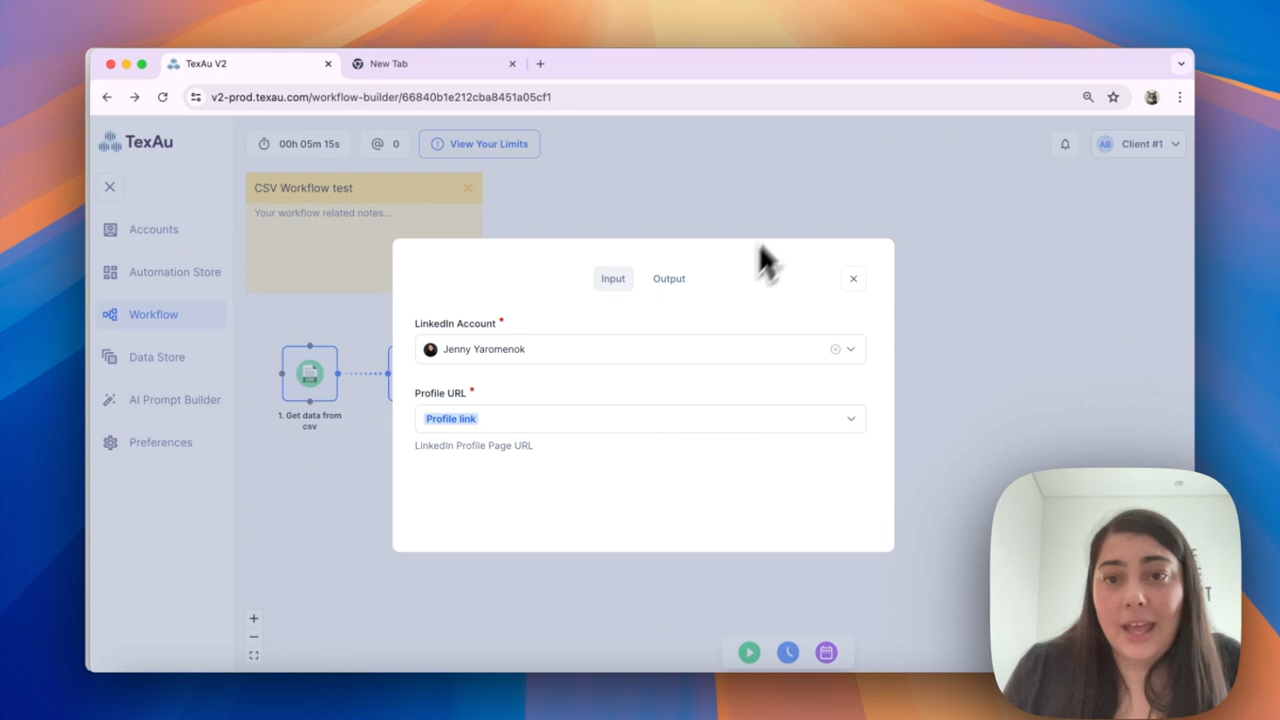 TexAu V2
New Tab
v2-prod.texau.com/workflow-builder/66840b1e212cba8451a05cf1
TexAu
00h 05m 15s
0
View Your Limits
AB
Client #1
CSV Workflow test
Your workflow related notes...
Accounts
Automation Store
Workflow
Data Store
AI Prompt Builder
Preferences
1. Get data from
csv
Input
Output
LinkedIn Account *
Jenny Yaromenok
Profile URL *
Profile link
LinkedIn Profile Page URL